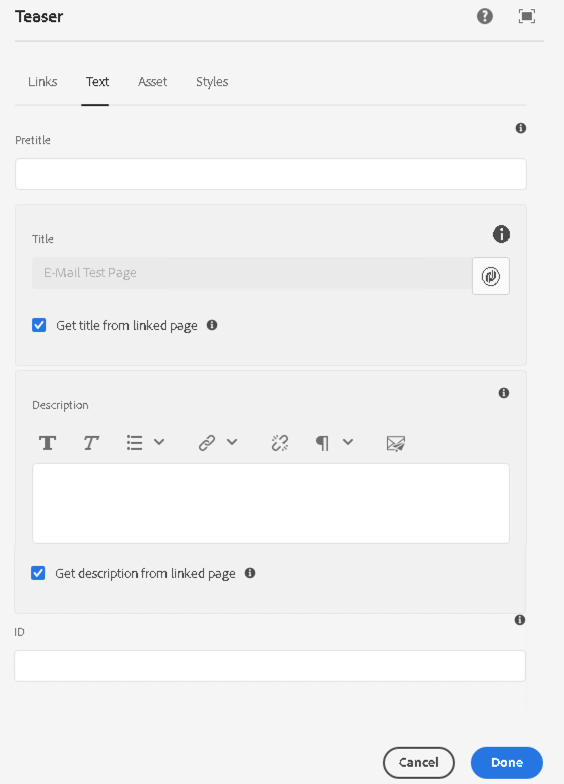 Teaser
Links Text Asset Styles
Pretitle
Title
E-Mail Test Page
Get title from linked page
Description
Get description from linked page
ID
Cancel Done